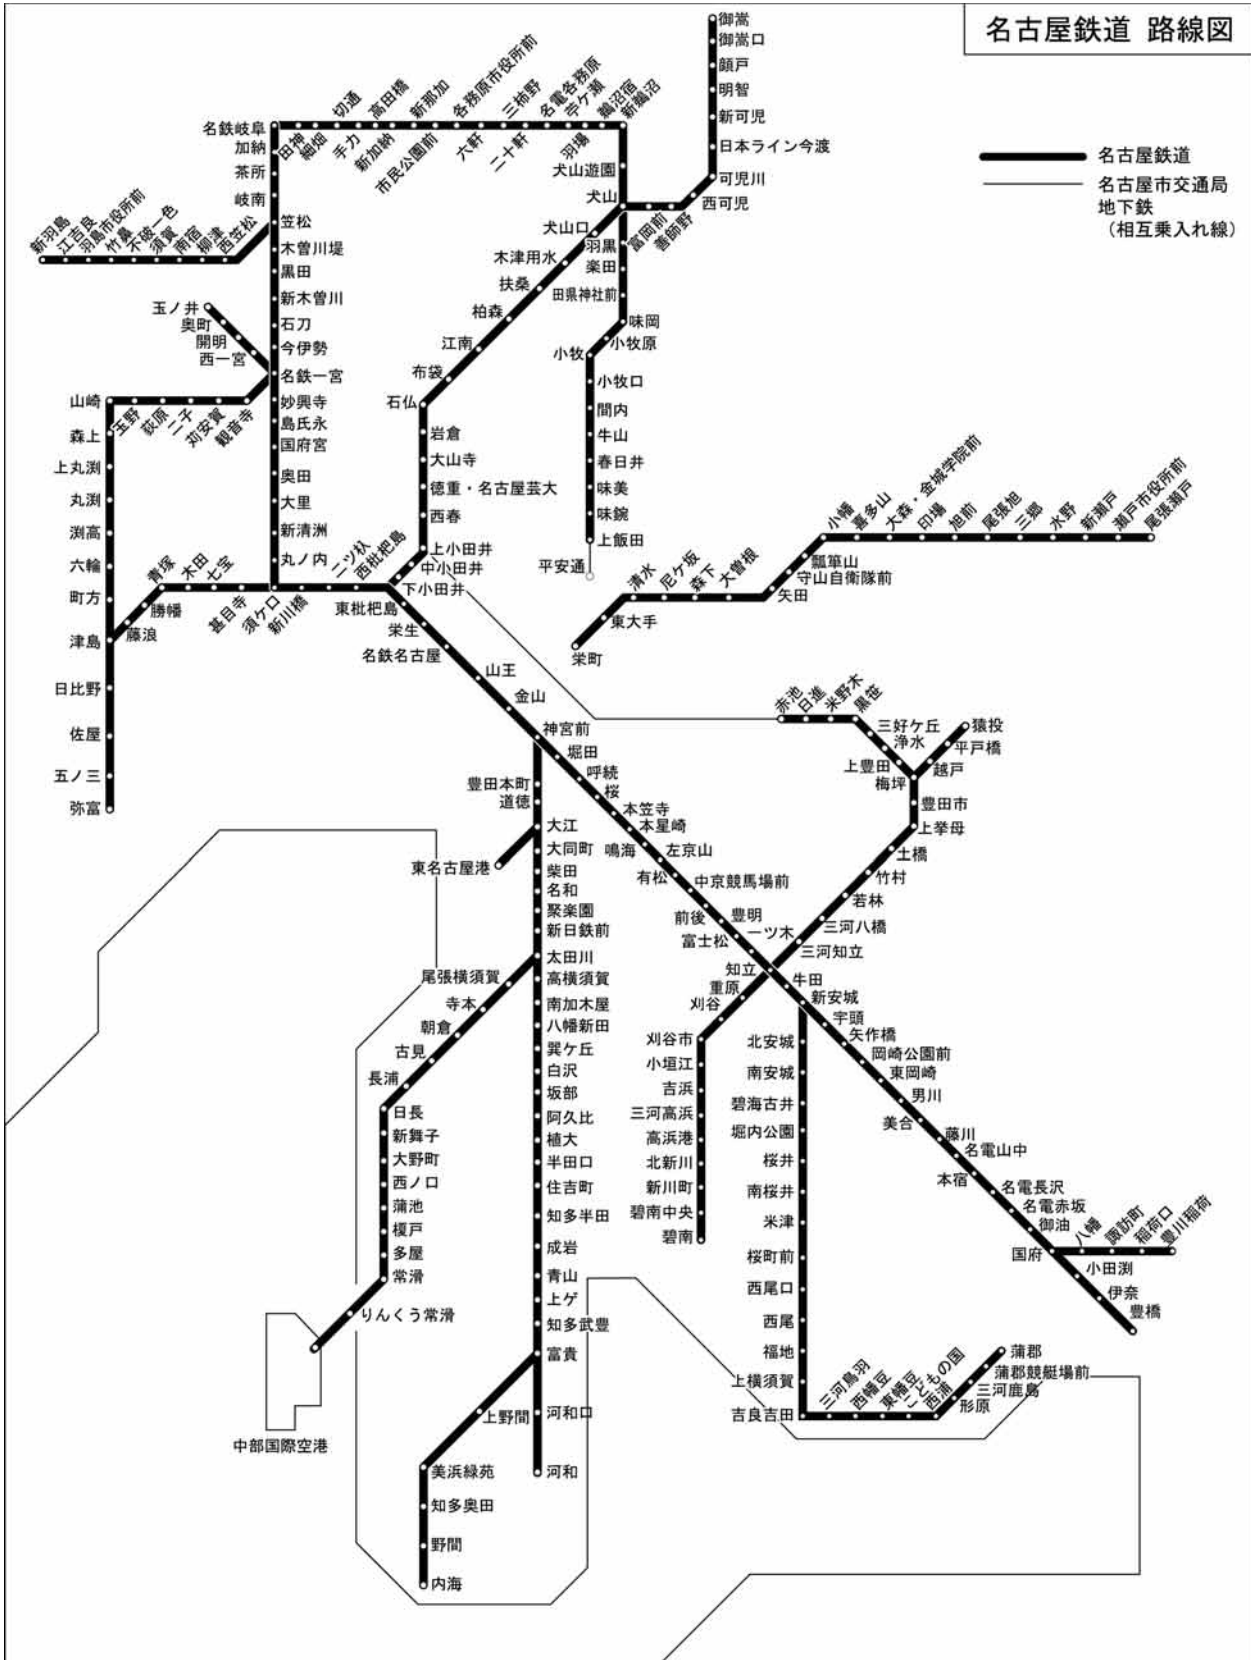 名古屋鉄道 路線図
名古屋鉄道
名古屋市交通局
地下鉄
(相互乗入れ線)
御嵩
御嵩口
顔戸
明智
新可児
日本ライン今渡
可児川
西可児
善師野
富岡前
犬山
犬山遊園
新鵜沼
鵜沼宿
羽場
苧ケ瀬
名電各務原
二十軒
三柿野
六軒
各務原市役所前
市民公園前
新那加
新加納
高田橋
手力
切通
細畑
田神
名鉄岐阜
加納
茶所
岐南
笠松
木曽川堤
黒田
新木曽川
石刀
今伊勢
名鉄一宮
妙興寺
島氏永
国府宮
奥田
大里
新清洲
丸ノ内
新羽島
江吉良
羽島市役所前
竹鼻
不破一色
須賀
南宿
柳津
西笠松
玉ノ井
奥町
開明
西一宮
山崎
玉野
荻原
二子
苅安賀
観音寺
森上
上丸渕
丸渕
渕高
六輪
町方
津島
日比野
佐屋
五ノ三
弥富
藤浪
勝幡
青塚
木田
七宝
甚目寺
須ケ口
新川橋
二ツ杁
西枇杷島
犬山口
木津用水
扶桑
柏森
江南
布袋
石仏
岩倉
大山寺
徳重・名古屋芸大
西春
上小田井
中小田井
下小田井
羽黒
楽田
田県神社前
味岡
小牧原
小牧
小牧口
間内
牛山
春日井
味美
味鋺
上飯田
平安通
栄町
東大手
清水
尼ケ坂
森下
大曽根
矢田
守山自衛隊前
瓢箪山
小幡
喜多山
大森・金城学院前
印場
旭前
尾張旭
三郷
水野
新瀬戸
瀬戸市役所前
尾張瀬戸
東枇杷島
栄生
名鉄名古屋
山王
金山
神宮前
堀田
呼続
桜
本笠寺
本星崎
鳴海
左京山
有松
中京競馬場前
前後
豊明
富士松
一ツ木
知立
牛田
新安城
宇頭
矢作橋
岡崎公園前
東岡崎
男川
美合
藤川
名電山中
本宿
名電長沢
名電赤坂
御油
国府
小田渕
伊奈
豊橋
八幡
諏訪町
稲荷口
豊川稲荷
赤池
日進
米野木
黒笹
三好ケ丘
浄水
上豊田
梅坪
猿投
平戸橋
越戸
豊田市
上挙母
土橋
竹村
若林
三河八橋
三河知立
重原
刈谷
刈谷市
小垣江
吉浜
三河高浜
高浜港
北新川
新川町
碧南中央
碧南
北安城
南安城
碧海古井
堀内公園
桜井
南桜井
米津
桜町前
西尾口
西尾
福地
上横須賀
吉良吉田
三河鳥羽
西幡豆
東幡豆
こどもの国
西浦
形原
三河鹿島
蒲郡競艇場前
蒲郡
豊田本町
道徳
大江
東名古屋港
大同町
柴田
名和
聚楽園
新日鉄前
太田川
高横須賀
南加木屋
八幡新田
巽ケ丘
白沢
坂部
阿久比
植大
半田口
住吉町
知多半田
成岩
青山
上ゲ
知多武豊
富貴
河和口
河和
上野間
美浜緑苑
知多奥田
野間
内海
尾張横須賀
寺本
朝倉
古見
長浦
日長
新舞子
大野町
西ノ口
蒲池
榎戸
多屋
常滑
りんくう常滑
中部国際空港